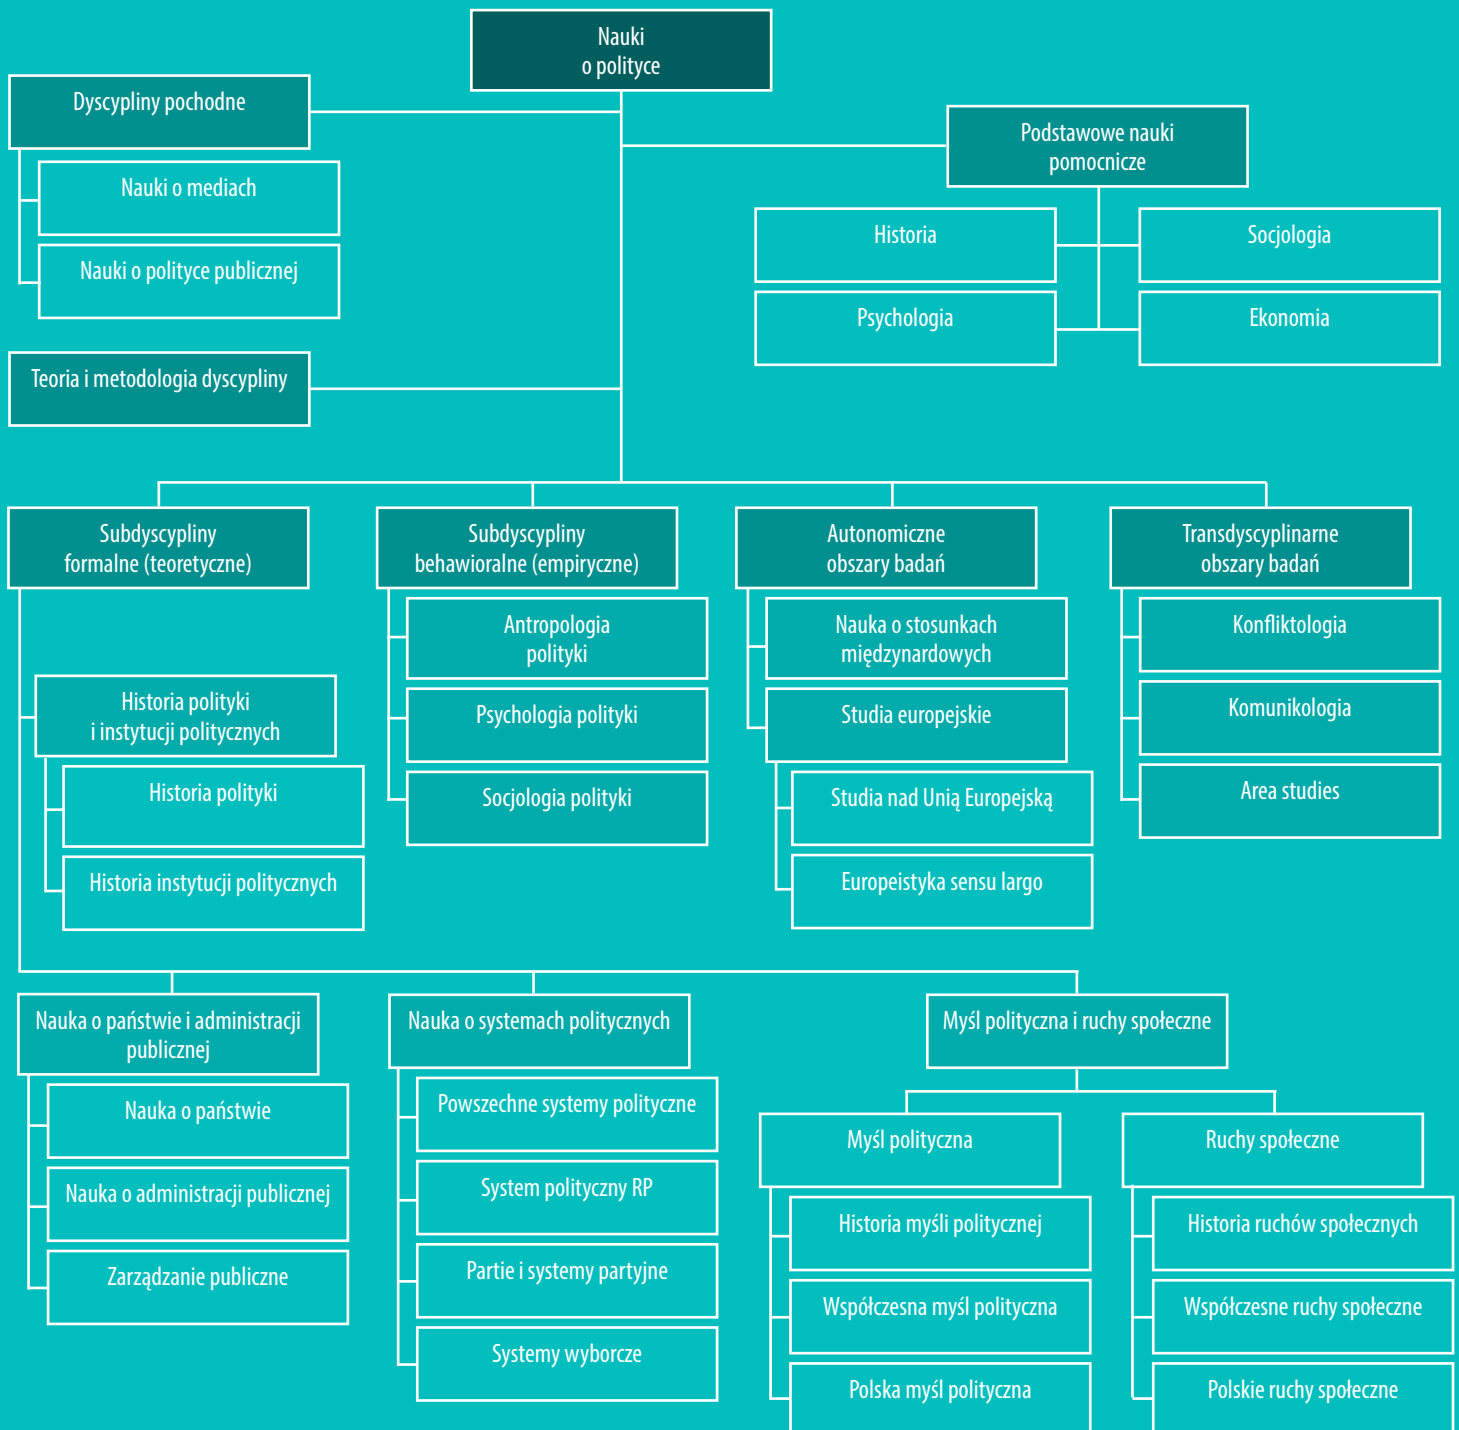 Nauki
o polityce
Dyscypliny pochodne
Nauki o mediach
Nauki o polityce publicznej
Podstawowe nauki
pomocnicze
Historia
Socjologia
Psychologia
Ekonomia
Teoria i metodologia dyscypliny
Subdyscypliny
formalne (teoretyczne)
Historia polityki
i instytucji politycznych
Historia polityki
Historia instytucji politycznych
Subdyscypliny
behawioralne (empiryczne)
Antropologia
polityki
Psychologia polityki
Socjologia polityki
Autonomiczne
obszary badań
Nauka o stosunkach
międzynardowych
Studia europejskie
Studia nad Unią Europejską
Europeistyka sensu largo
Transdyscyplinarne
obszary badań
Konfliktologia
Komunikologia
Area studies
Nauka o państwie i administracji
publicznej
Nauka o państwie
Nauka o administracji publicznej
Zarządzanie publiczne
Nauka o systemach politycznych
Powszechne systemy polityczne
System polityczny RP
Partie i systemy partyjne
Systemy wyborcze
Myśl polityczna i ruchy społeczne
Myśl polityczna
Historia myśli politycznej
Współczesna myśl polityczna
Polska myśl polityczna
Ruchy społeczne
Historia ruchów społecznych
Współczesne ruchy społeczne
Polskie ruchy społeczne